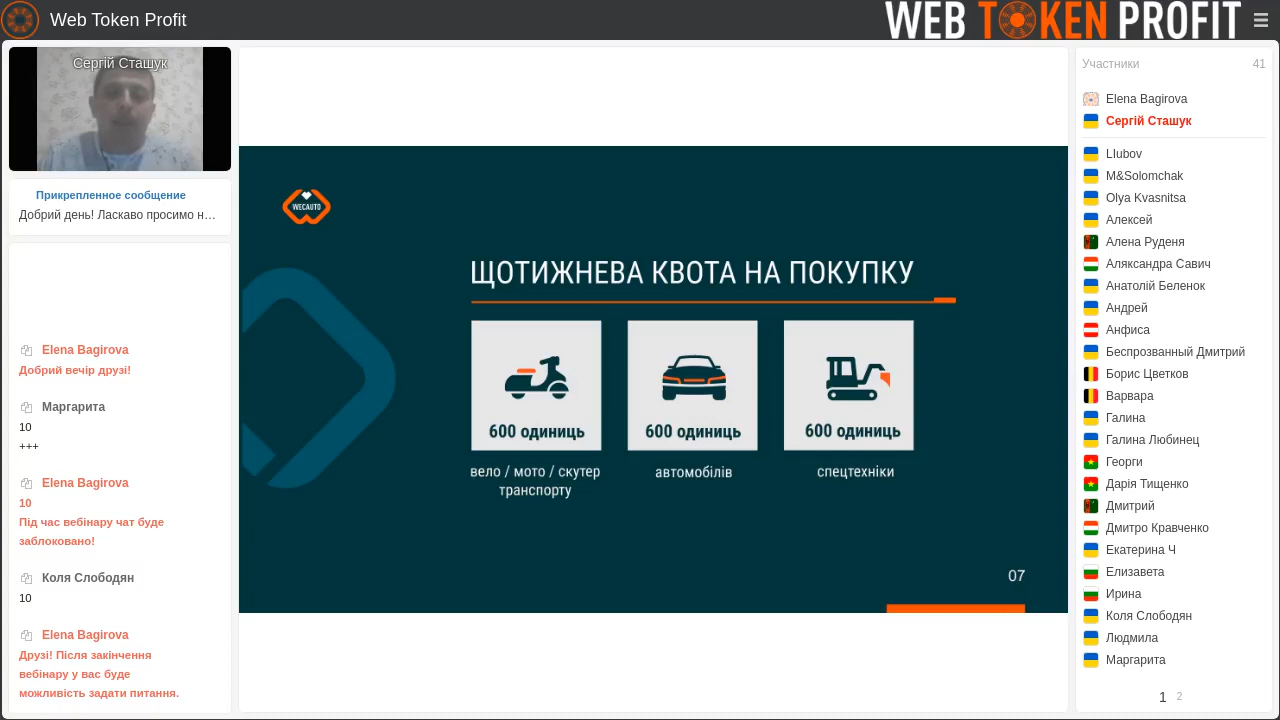 Web Token Profit
WEB TOKEN PROFIT
Сергій Сташук
Прикрепленное сообщение
Добрий день! Ласкаво просимо н…
Elena Bagirova
Добрий вечір друзі!
Маргарита
10
+++
Elena Bagirova
10
Під час вебінару чат буде
заблоковано!
Коля Слободян
10
Elena Bagirova
Друзі! Після закінчення
вебінару у вас буде
можливість задати питання.
WECAUTO
ЩОТИЖНЕВА КВОТА НА ПОКУПКУ
600 одиниць
600 одиниць
600 одиниць
вело / мото / скутер
транспорту
автомобілів
спецтехніки
07
Участники 41
Elena Bagirova
Сергій Сташук
LIubov
M&Solomchak
Olya Kvasnitsa
Алексей
Алена Руденя
Аляксандра Савич
Анатолій Беленок
Андрей
Анфиса
Беспрозванный Дмитрий
Борис Цветков
Варвара
Галина
Галина Любинец
Георги
Дарія Тищенко
Дмитрий
Дмитро Кравченко
Екатерина Ч
Елизавета
Ирина
Коля Слободян
Людмила
Маргарита
1 2